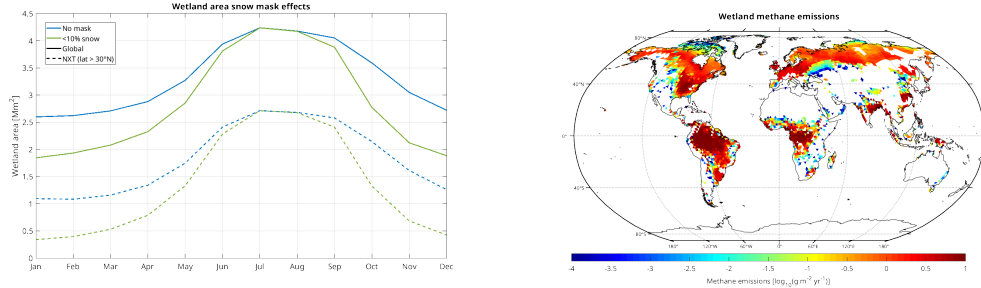 Wetland area snow mask effects
4.5
4
3.5
3
2.5
2
1.5
1
0.5
0
Wetland area [Mm²]
No mask
<10% snow
Global
NXT (lat > 30°N)
Jan Feb Mar Apr May Jun Jul Aug Sep Oct Nov Dec
Wetland methane emissions
80°N
40°N
0°
40°S
80°S
180° 120°W 60°W 0° 60°E 120°E 180°
-4 -3.5 -3 -2.5 -2 -1.5 -1 -0.5 0 0.5 1
Methane emissions [log₁₀(g m⁻² yr⁻¹)]